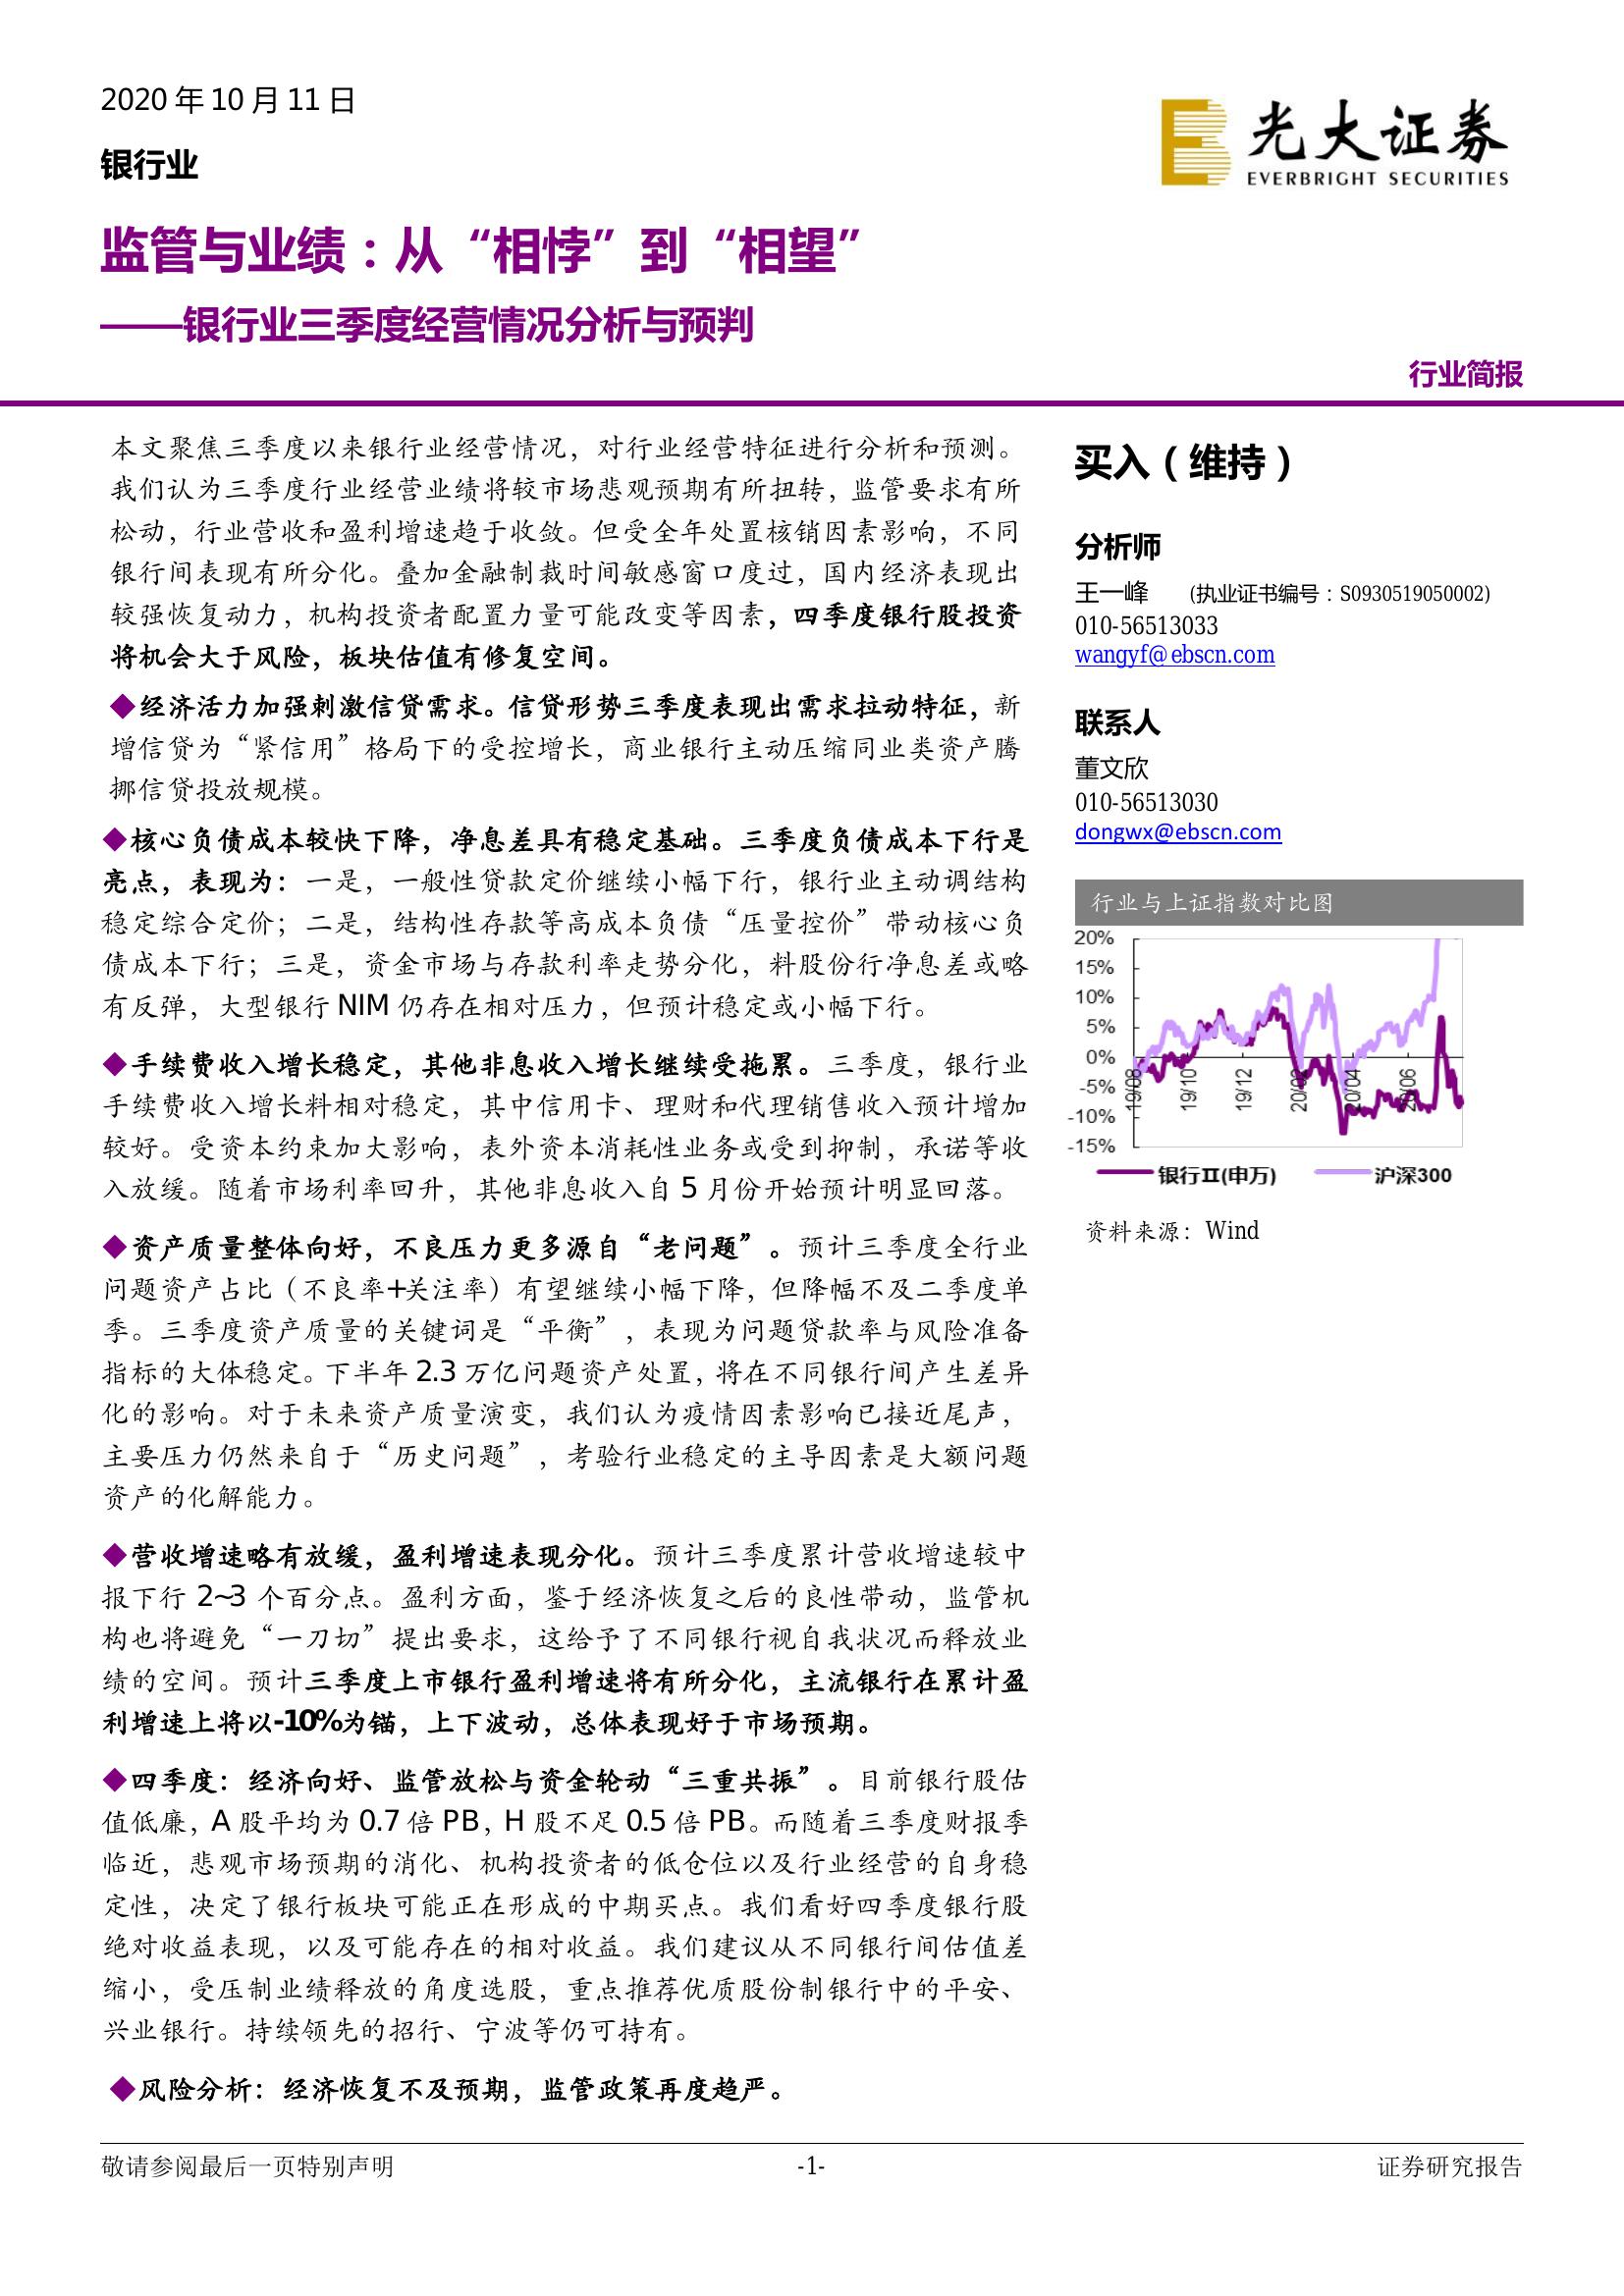 2020 年 10 月 11 日
银行业
光大证券
EVERBRIGHT SECURITIES
监管与业绩：从“相悖”到“相望”
——银行业三季度经营情况分析与预判
行业简报
本文聚焦三季度以来银行业经营情况，对行业经营特征进行分析和预测。
我们认为三季度行业经营业绩将较市场悲观预期有所扭转，监管要求有所
松动，行业营收和盈利增速趋于收敛。但受全年处置核销因素影响，不同
银行间表现有所分化。叠加金融制裁时间敏感窗口度过，国内经济表现出
较强恢复动力，机构投资者配置力量可能改变等因素，四季度银行股投资
将机会大于风险，板块估值有修复空间。
◆经济活力加强刺激信贷需求。信贷形势三季度表现出需求拉动特征，新
增信贷为“紧信用”格局下的受控增长，商业银行主动压缩同业类资产腾
挪信贷投放规模。
◆核心负债成本较快下降，净息差具有稳定基础。三季度负债成本下行是
亮点，表现为：一是，一般性贷款定价继续小幅下行，银行业主动调结构
稳定综合定价；二是，结构性存款等高成本负债“压量控价”带动核心负
债成本下行；三是，资金市场与存款利率走势分化，料股份行净息差或略
有反弹，大型银行 NIM 仍存在相对压力，但预计稳定或小幅下行。
◆手续费收入增长稳定，其他非息收入增长继续受拖累。三季度，银行业
手续费收入增长料相对稳定，其中信用卡、理财和代理销售收入预计增加
较好。受资本约束加大影响，表外资本消耗性业务或受到抑制，承诺等收
入放缓。随着市场利率回升，其他非息收入自 5 月份开始预计明显回落。
◆资产质量整体向好，不良压力更多源自“老问题”。预计三季度全行业
问题资产占比（不良率+关注率）有望继续小幅下降，但降幅不及二季度单
季。三季度资产质量的关键词是“平衡”，表现为问题贷款率与风险准备
指标的大体稳定。下半年 2.3 万亿问题资产处置，将在不同银行间产生差异
化的影响。对于未来资产质量演变，我们认为疫情因素影响已接近尾声，
主要压力仍然来自于“历史问题”，考验行业稳定的主导因素是大额问题
资产的化解能力。
◆营收增速略有放缓，盈利增速表现分化。预计三季度累计营收增速较中
报下行 2~3 个百分点。盈利方面，鉴于经济恢复之后的良性带动，监管机
构也将避免“一刀切”提出要求，这给予了不同银行视自我状况而释放业
绩的空间。预计三季度上市银行盈利增速将有所分化，主流银行在累计盈
利增速上将以-10%为锚，上下波动，总体表现好于市场预期。
◆四季度：经济向好、监管放松与资金轮动“三重共振”。目前银行股估
值低廉，A 股平均为 0.7 倍 PB，H 股不足 0.5 倍 PB。而随着三季度财报季
临近，悲观市场预期的消化、机构投资者的低仓位以及行业经营的自身稳
定性，决定了银行板块可能正在形成的中期买点。我们看好四季度银行股
绝对收益表现，以及可能存在的相对收益。我们建议从不同银行间估值差
缩小，受压制业绩释放的角度选股，重点推荐优质股份制银行中的平安、
兴业银行。持续领先的招行、宁波等仍可持有。
◆风险分析：经济恢复不及预期，监管政策再度趋严。
买入（维持）
分析师
王一峰 (执业证书编号：S0930519050002)
010-56513033
wangyf@ebscn.com
联系人
董文欣
010-56513030
dongwx@ebscn.com
行业与上证指数对比图
20%
15%
10%
5%
0%
-5%
-10%
-15%
19/08 19/10 19/12 20/02 20/04 20/06
银行II(申万) 沪深300
资料来源：Wind
敬请参阅最后一页特别声明 -1- 证券研究报告